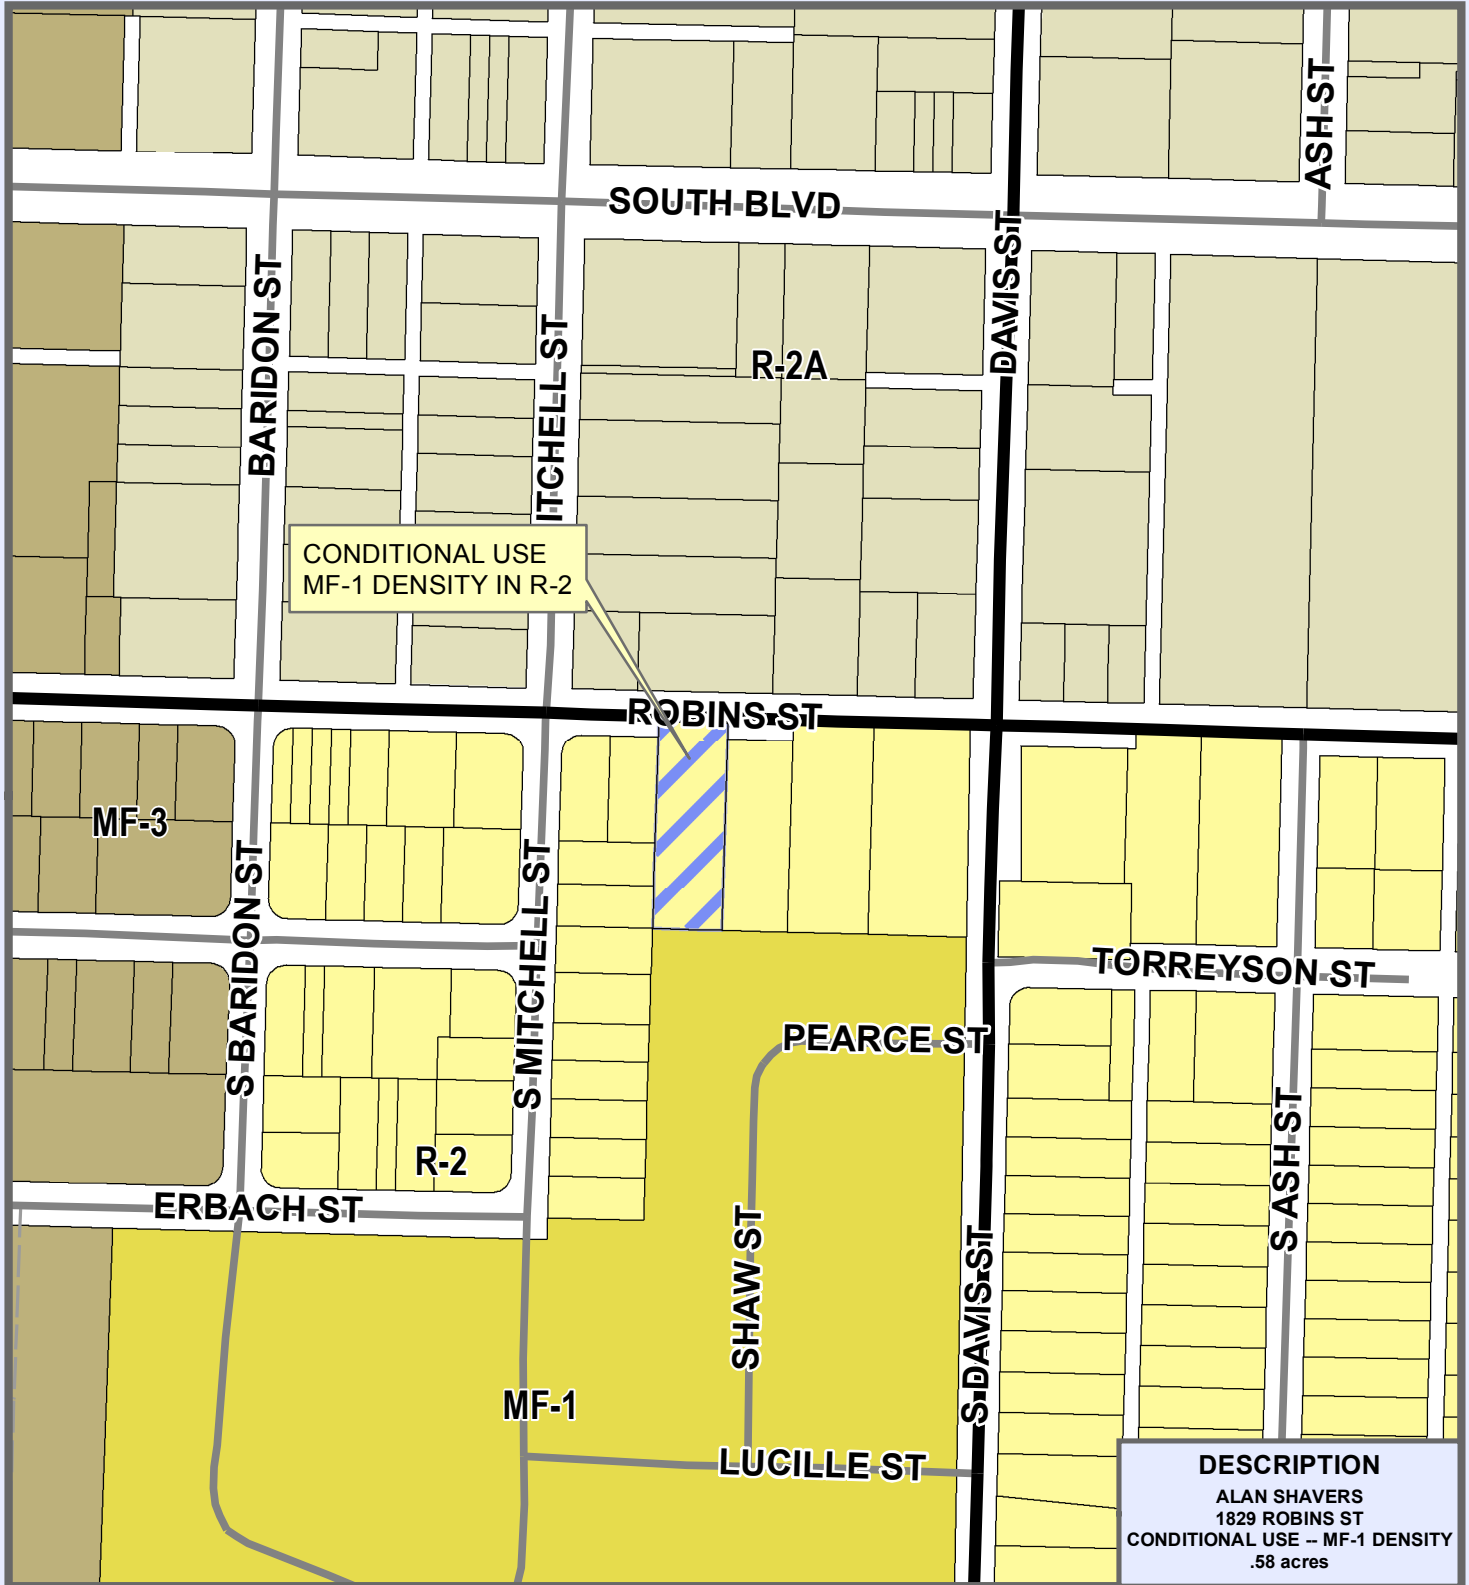 ASH ST
SOUTH BLVD
BARIDON ST
ITCHELL ST
DAVIS ST
R-2A
CONDITIONAL USE
MF-1 DENSITY IN R-2
ROBINS ST
MF-3
S BARIDON ST
S MITCHELL ST
TORREYSON ST
PEARCE ST
S ASH ST
R-2
ERBACH ST
SHAW ST
S DAVIS ST
MF-1
LUCILLE ST
DESCRIPTION
ALAN SHAVERS
1829 ROBINS ST
CONDITIONAL USE -- MF-1 DENSITY
.58 acres